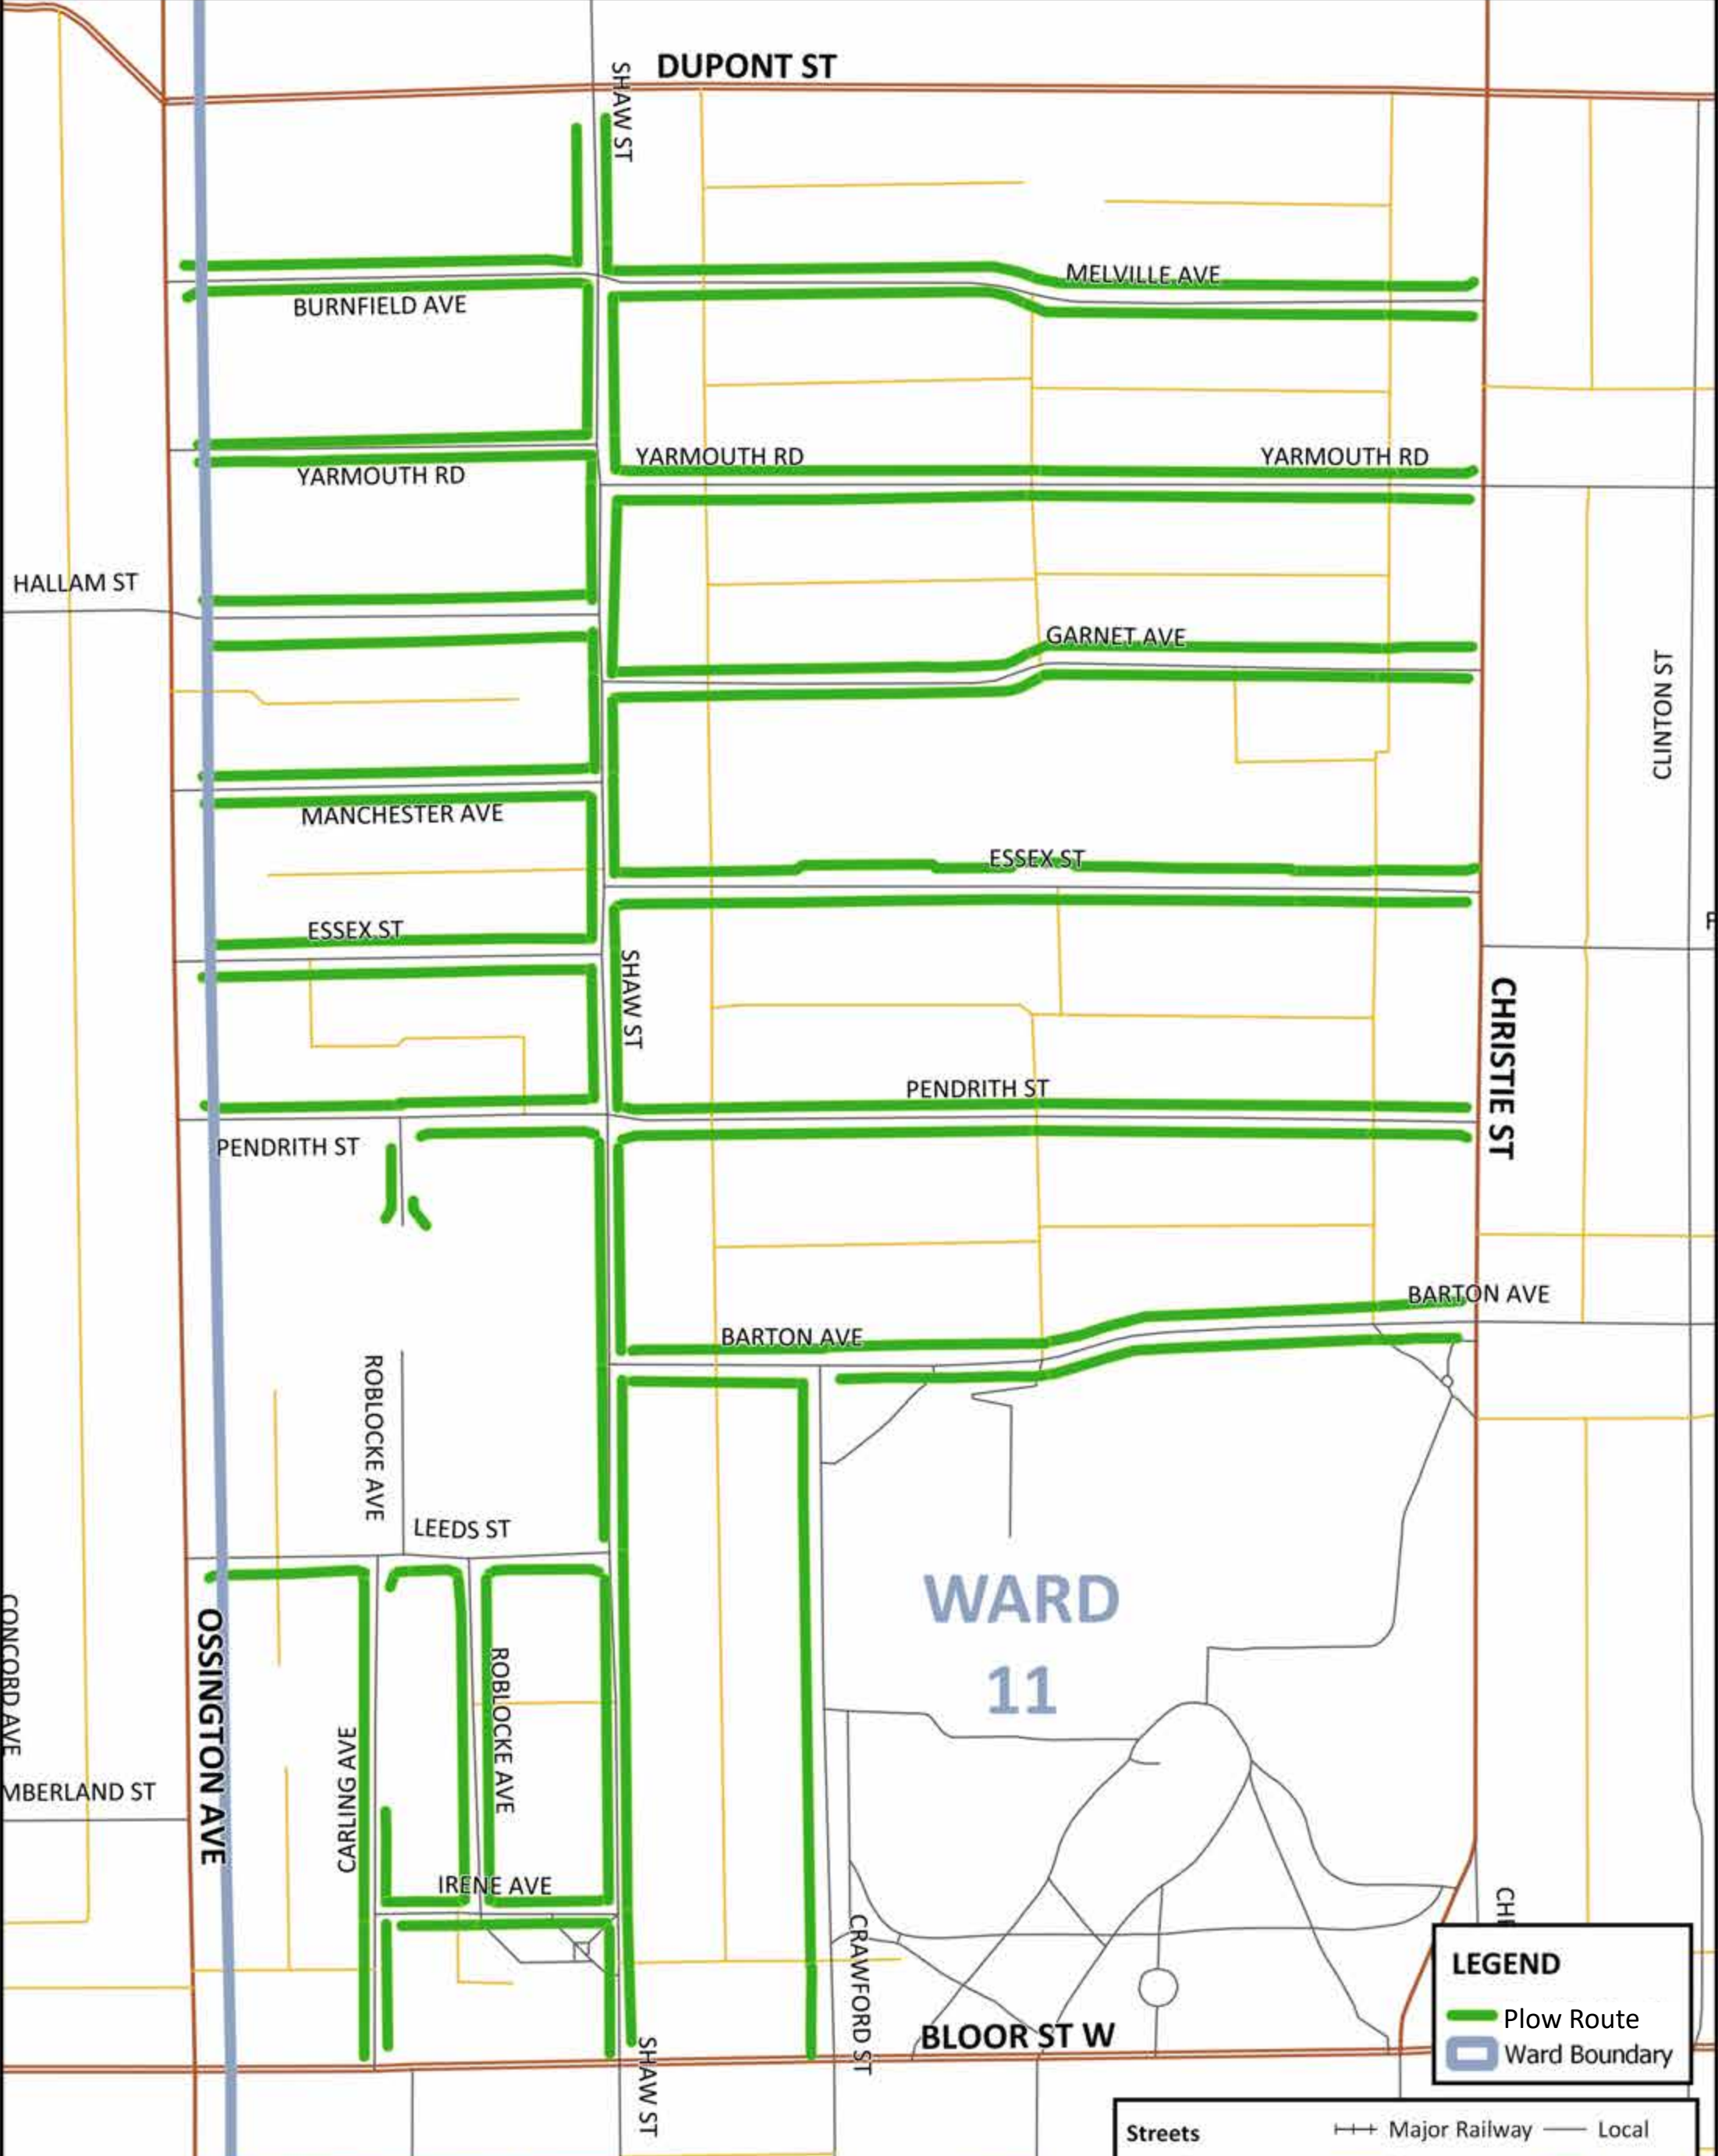 DUPONT ST
SHAW ST
MELVILLE AVE
BURNFIELD AVE
YARMOUTH RD
YARMOUTH RD
YARMOUTH RD
HALLAM ST
GARNET AVE
CLINTON ST
MANCHESTER AVE
ESSEX ST
ESSEX ST
F
SHAW ST
CHRISTIE ST
PENDRITH ST
PENDRITH ST
BARTON AVE
BARTON AVE
ROBLOCKE AVE
LEEDS ST
WARD
11
CONCORD AVE
OSSINGTON AVE
ROBLOCKE AVE
CARLING AVE
MBERLAND ST
IRENE AVE
CHI
CRAWFORD ST
BLOOR ST W
SHAW ST
LEGEND
Plow Route
Ward Boundary
Streets
Major Railway
Local